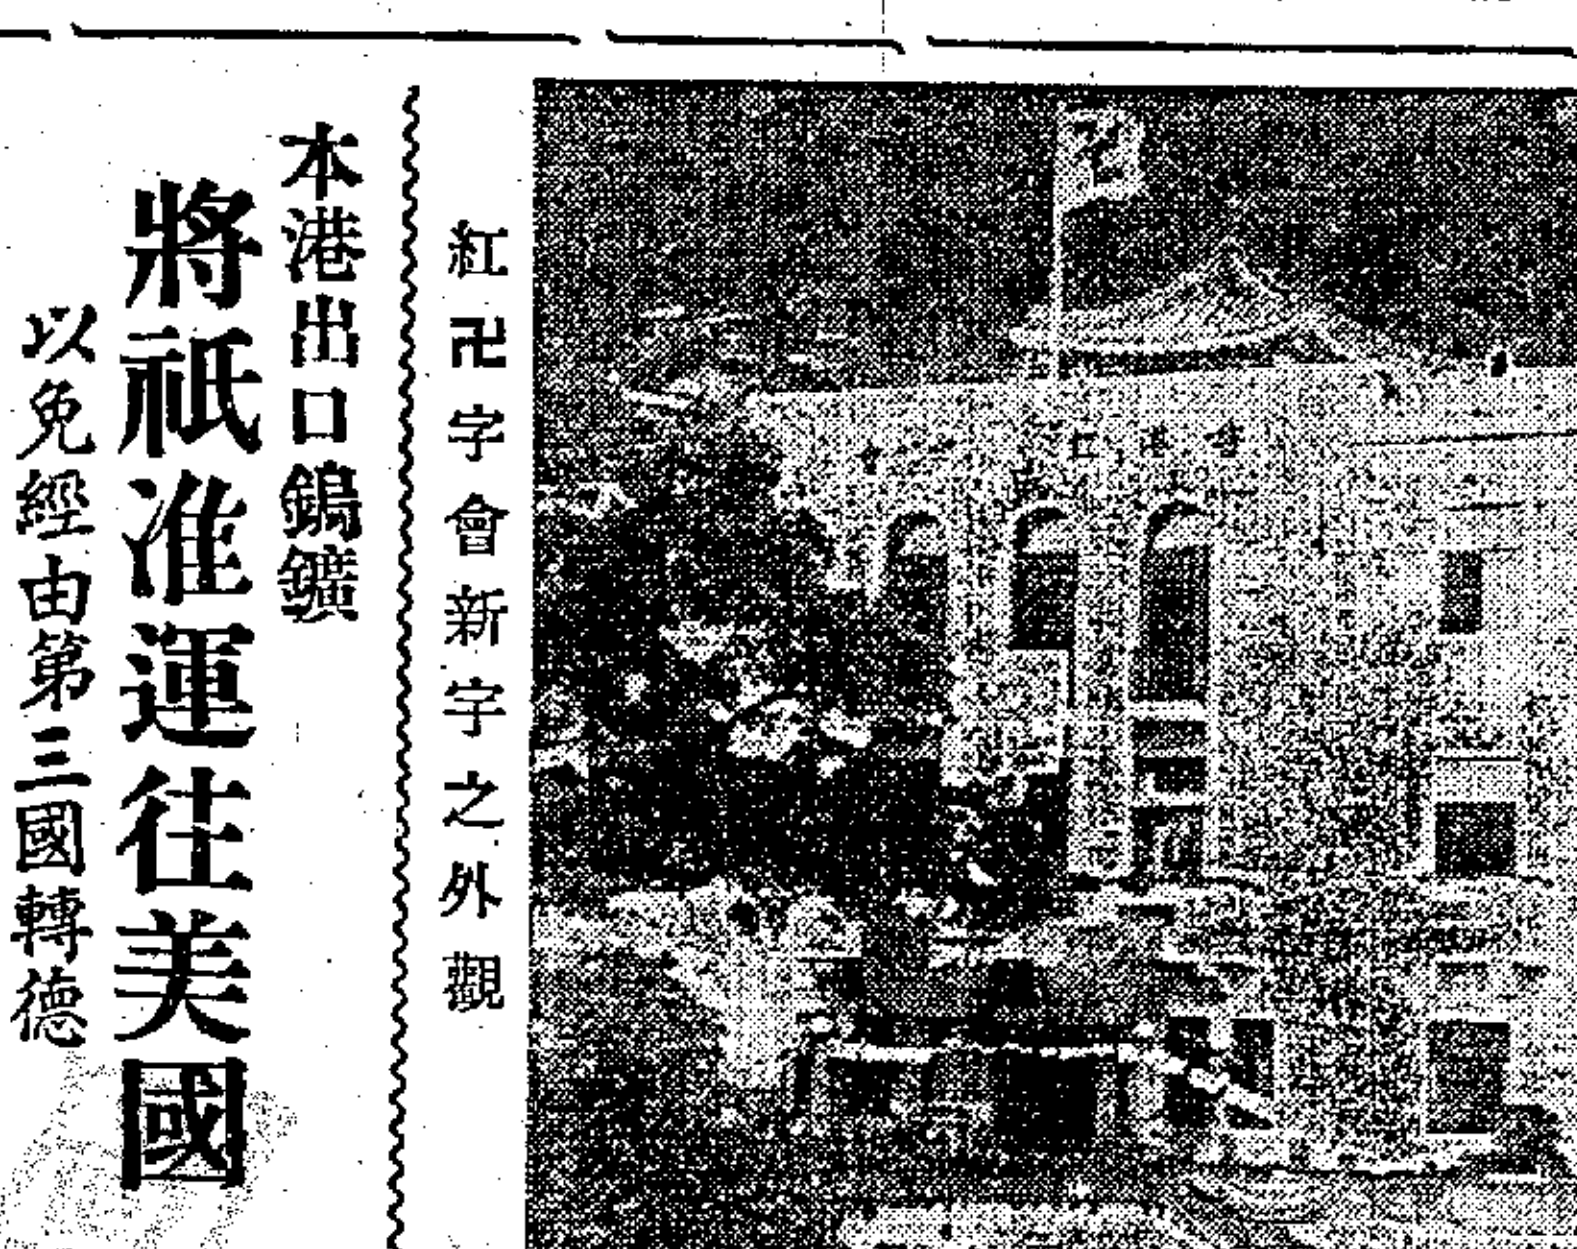 紅卍字會新宇之外觀
本港出口鎢鑛
將祇准運往美國
以免經由第三國轉德